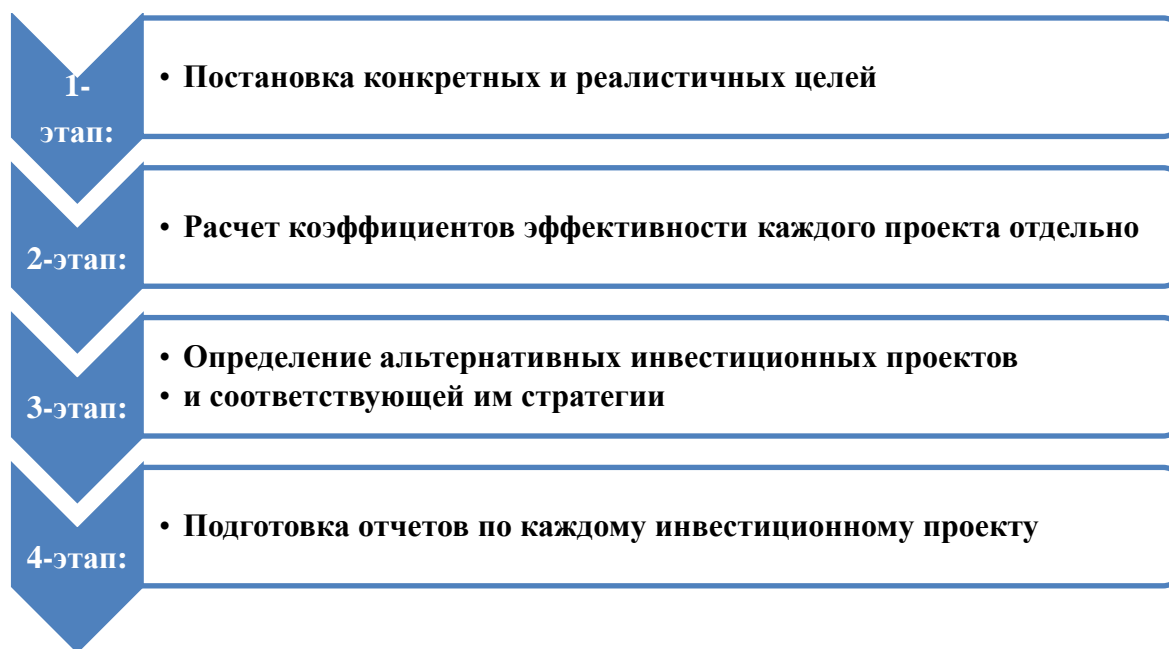 1-
этап:
• Постановка конкретных и реалистичных целей
2-этап:
• Расчет коэффициентов эффективности каждого проекта отдельно
3-этап:
• Определение альтернативных инвестиционных проектов
• и соответствующей им стратегии
4-этап:
• Подготовка отчетов по каждому инвестиционному проекту